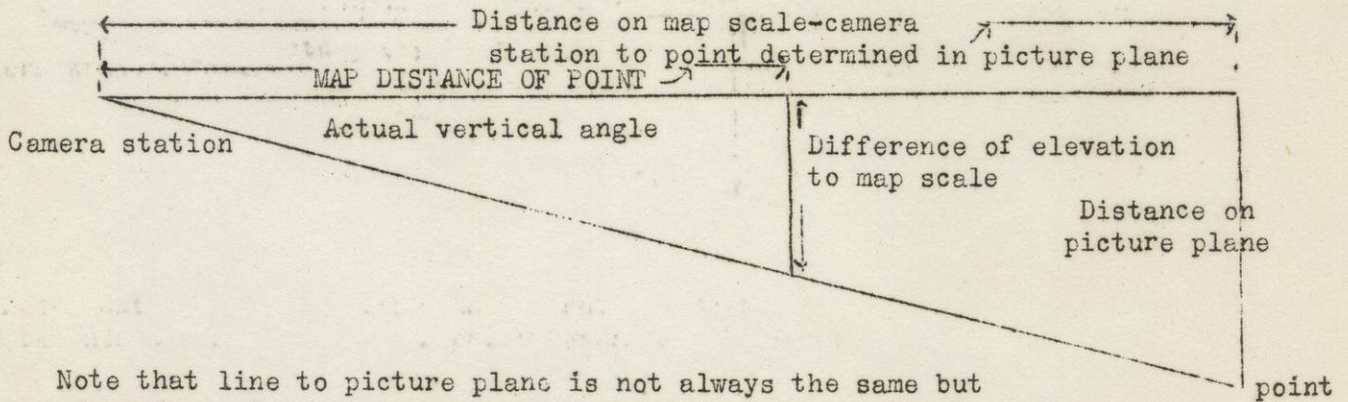 Distance on map scale-camera
station to point determined in picture plane
MAP DISTANCE OF POINT
Camera station
Actual vertical angle
Difference of elevation
to map scale
Distance on
picture plane
Note that line to picture plane is not always the same but
point